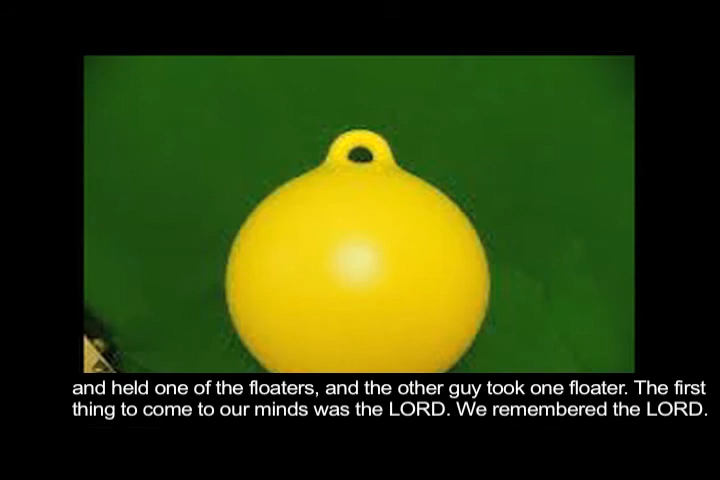 and held one of the floaters, and the other guy took one floater. The first
thing to come to our minds was the LORD. We remembered the LORD.